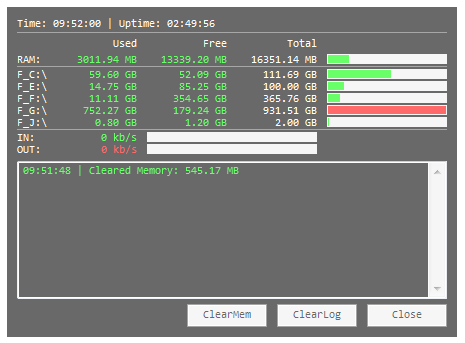 Time: 09:52:00 | Uptime: 02:49:56
Used Free Total
RAM: 3011.94 MB 13339.20 MB 16351.14 MB
F_C:\ 59.60 GB 52.09 GB 111.69 GB
F_E:\ 14.75 GB 85.25 GB 100.00 GB
F_F:\ 11.11 GB 354.65 GB 365.76 GB
F_G:\ 752.27 GB 179.24 GB 931.51 GB
F_J:\ 0.80 GB 1.20 GB 2.00 GB
IN: 0 kb/s
OUT: 0 kb/s
09:51:48 | Cleared Memory: 545.17 MB
ClearMem ClearLog Close